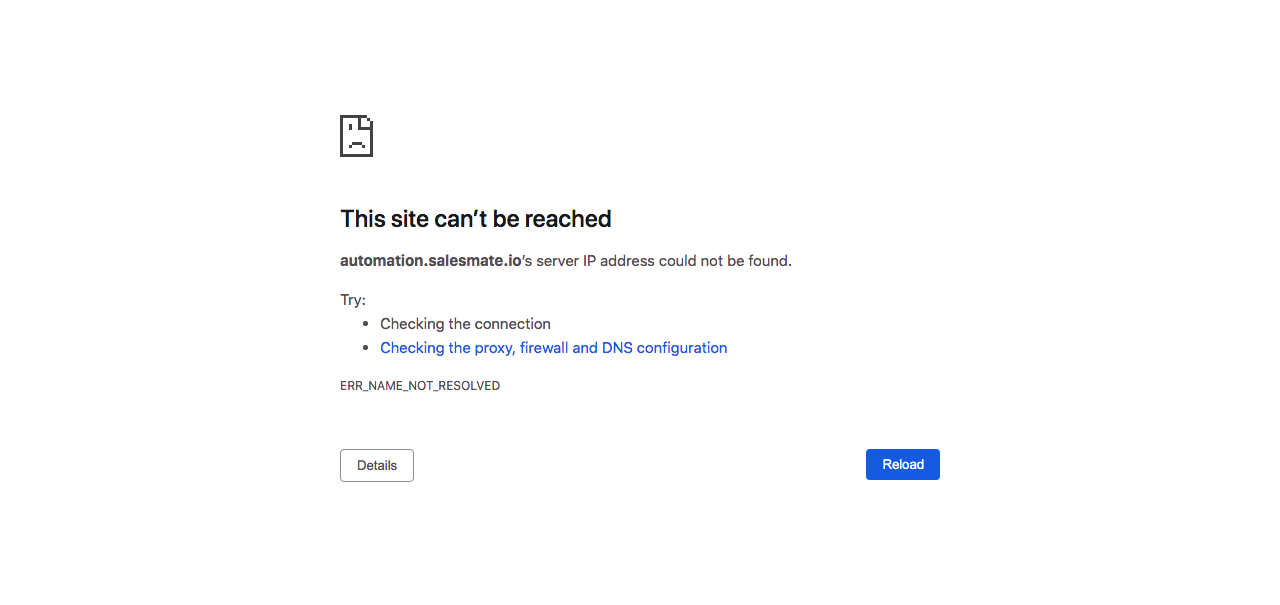 This site can’t be reached
automation.salesmate.io’s server IP address could not be found.
Try:
Checking the connection
Checking the proxy, firewall and DNS configuration
ERR_NAME_NOT_RESOLVED
Details
Reload